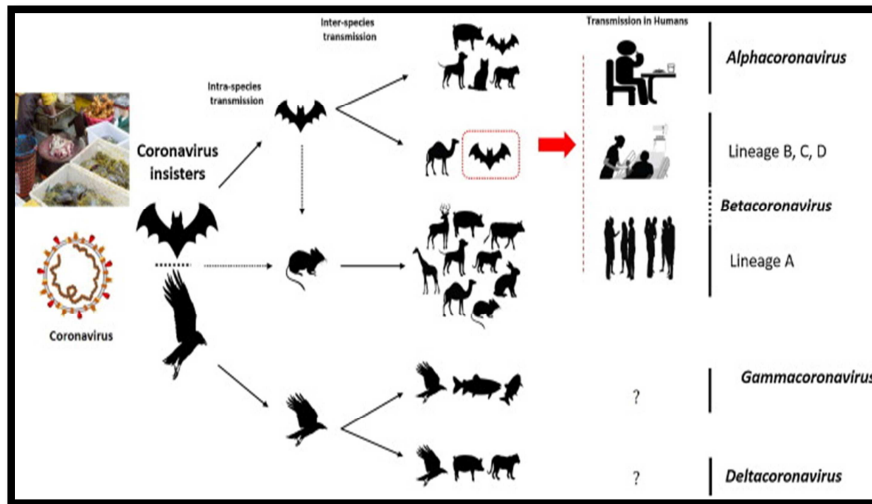 Inter-species
transmission
Transmission in Humans
Alphacoronavirus
Intra-species
transmission
Coronavirus
insisters
Lineage B, C, D
Betacoronavirus
Lineage A
Coronavirus
Gammacoronavirus
?
Deltacoronavirus
?